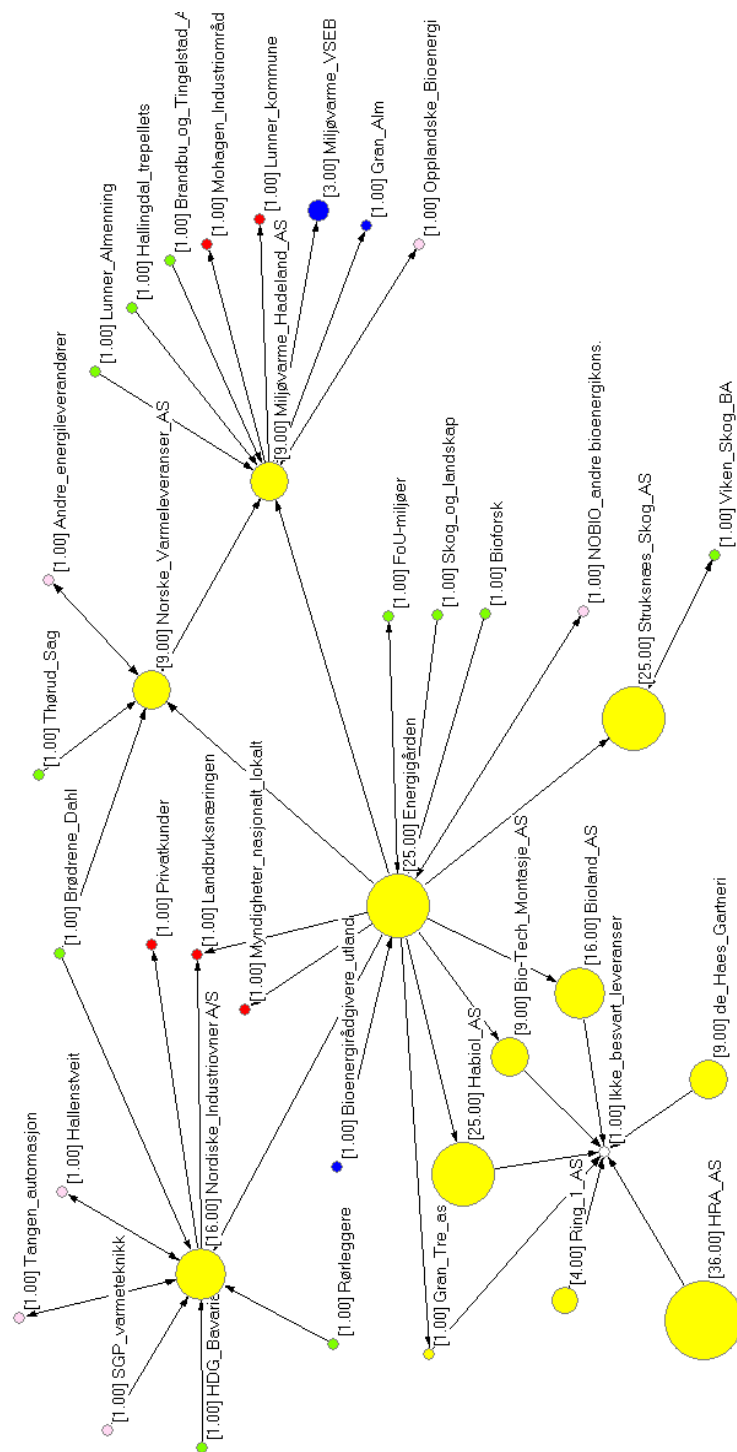 [1.00] Tangen_automasjon
[1.00] Thørud_Sag
[1.00] Andre_energileverandører
[1.00] Hallenstveit
[1.00] Brødrene_Dahl
[1.00] Lunner_Almenning
[1.00] SGP_varmeteknikk
[1.00] Hallingdal_trepellets
[1.00] Privatkunder
[9.00] Norske_Varmeleveranser_AS
[1.00] Brandbu_og_Tingelstad_A
[1.00] Landbruksnæringen
[1.00] HDG_Bavaria
[16.00] Nordiske_Industriovner A/S
[1.00] Mohagen_Industriområd
[1.00] Myndigheter_nasjonalt_lokalt
[1.00] Lunner_kommune
[9.00] Miljøvarme_Hadeland_AS
[3.00] Miljøvarme_VSEB
[1.00] Rørleggere
[1.00] Bioenergirådgivere_utland
[1.00] Gran_Alm
[1.00] FoU-miljøer
[25.00] Energigården
[1.00] Opplandske_Bioenergi
[1.00] Gran_Tre_as
[1.00] Skog_og_landskap
[25.00] Habiol_AS
[1.00] Bioforsk
[9.00] Bio-Tech_Montasje_AS
[4.00] Ring_1_AS
[16.00] Bioland_AS
[1.00] NOBIO_andre bioenergikons.
[1.00] Ikke_besvart_leveranser
[25.00] Struksnæs_Skog_AS
[36.00] HRA_AS
[9.00] de_Haes_Gartneri
[1.00] Viken_Skog_BA